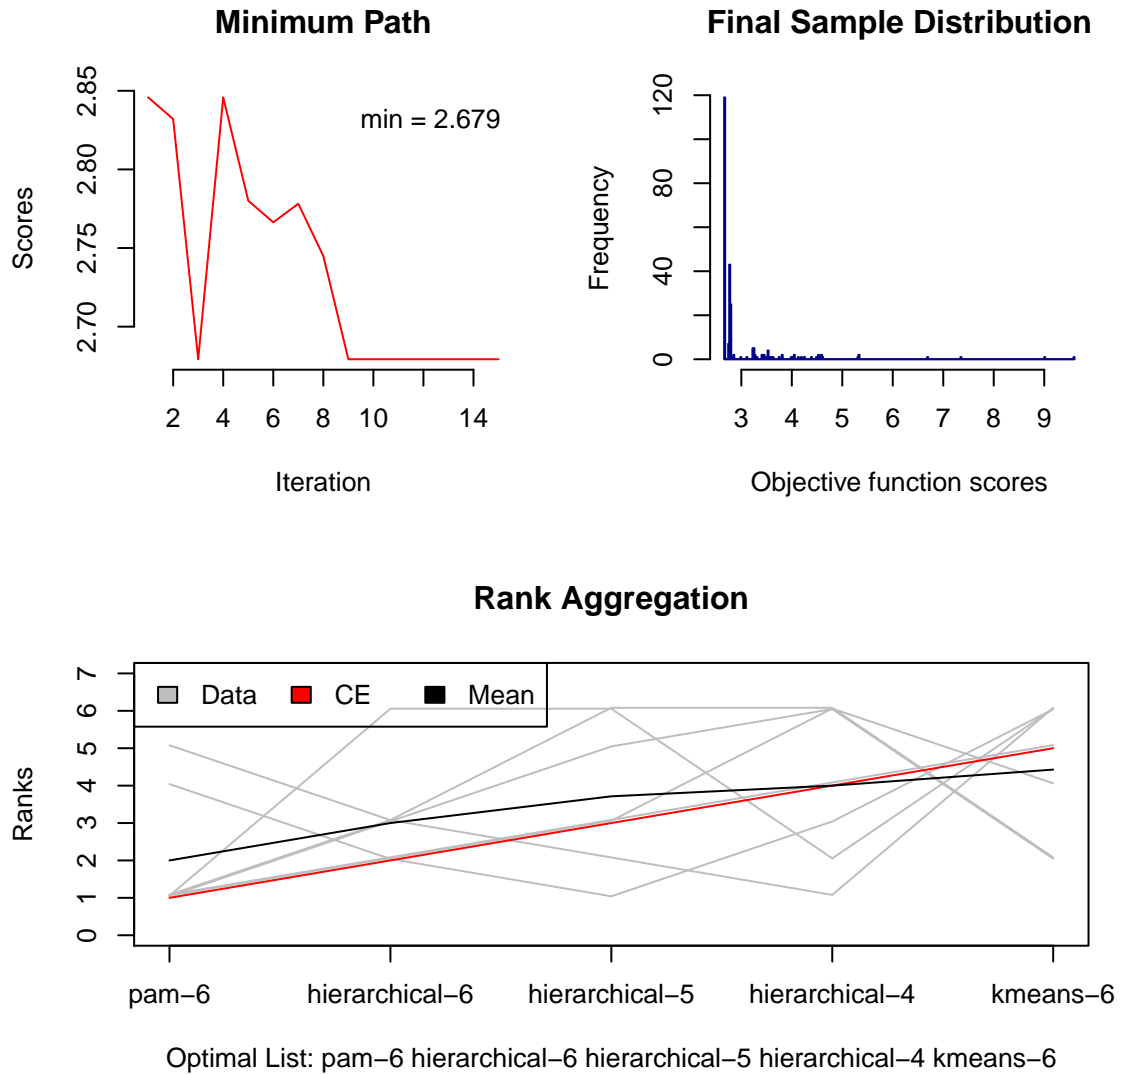 Minimum Path
Scores
2.70 2.75 2.80 2.85
min = 2.679
2 4 6 8 10 14
Iteration
Final Sample Distribution
Frequency
0 40 80 120
3 4 5 6 7 8 9
Objective function scores
Rank Aggregation
Ranks
0 1 2 3 4 5 6 7
Data CE Mean
pam−6 hierarchical−6 hierarchical−5 hierarchical−4 kmeans−6
Optimal List: pam−6 hierarchical−6 hierarchical−5 hierarchical−4 kmeans−6